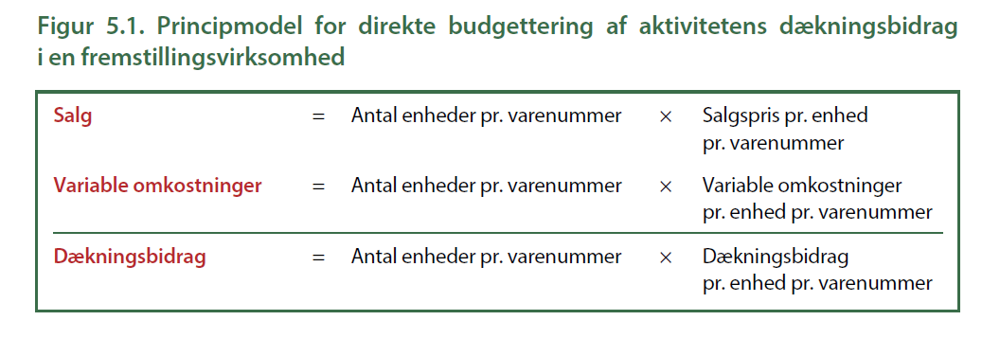 Figur 5.1. Principmodel for direkte budgettering af aktivitetens dækningsbidrag
i en fremstillingsvirksomhed
Salg = Antal enheder pr. varenummer × Salgspris pr. enhed
pr. varenummer
Variable omkostninger = Antal enheder pr. varenummer × Variable omkostninger
pr. enhed pr. varenummer
Dækningsbidrag = Antal enheder pr. varenummer × Dækningsbidrag
pr. enhed pr. varenummer